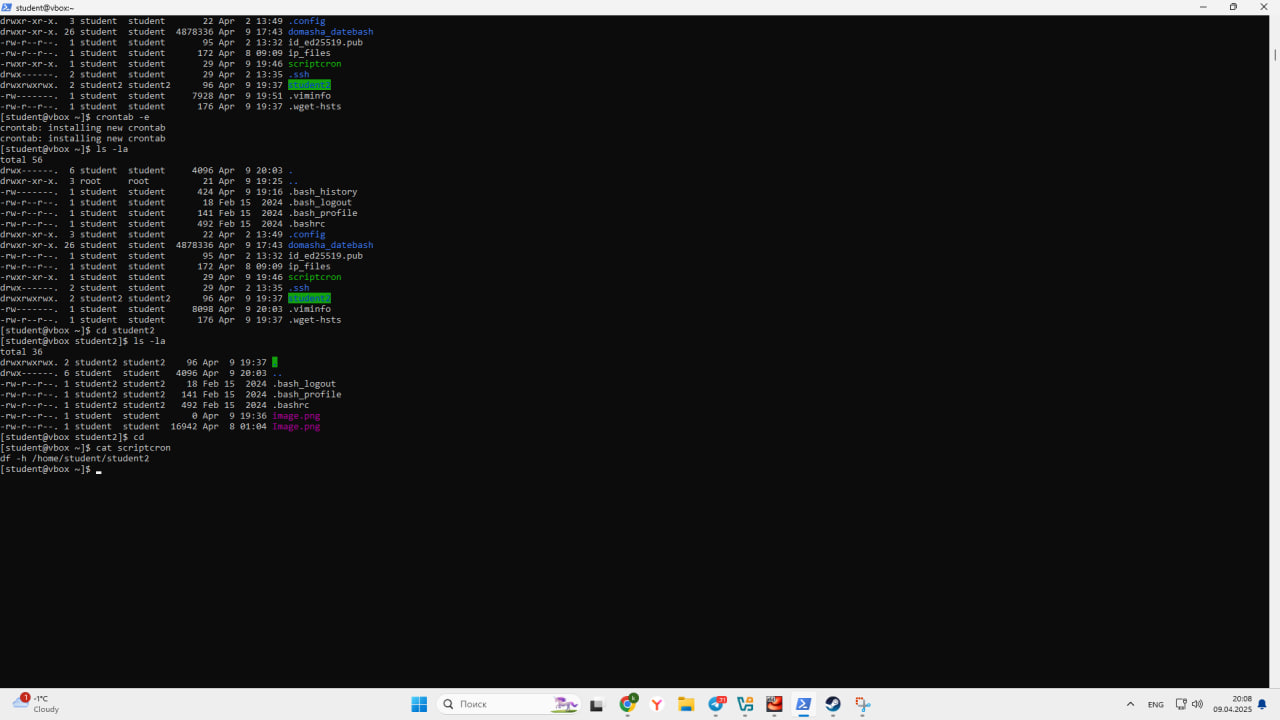 student@vbox:~
drwxr-xr-x.  3 student  student       22 Apr  2 13:49 .config
drwxr-xr-x. 26 student  student  4878336 Apr  9 17:43 domasha_datebash
-rw-r--r--.  1 student  student       95 Apr  2 13:32 id_ed25519.pub
-rw-r--r--.  1 student  student      172 Apr  8 09:09 ip_files
-rwxr-xr-x.  1 student  student       29 Apr  9 19:46 scriptcron
drwx------.  2 student  student       29 Apr  2 13:35 .ssh
drwxrwxrwx.  2 student2 student2      96 Apr  9 19:37 student2
-rw-------.  1 student  student     7928 Apr  9 19:51 .viminfo
-rw-r--r--.  1 student  student      176 Apr  9 19:37 .wget-hsts
[student@vbox ~]$ crontab -e
crontab: installing new crontab
crontab: installing new crontab
[student@vbox ~]$ ls -la
total 56
drwx------.  6 student  student     4096 Apr  9 20:03 .
drwxr-xr-x.  3 root     root          21 Apr  9 19:25 ..
-rw-------.  1 student  student      424 Apr  9 19:16 .bash_history
-rw-r--r--.  1 student  student       18 Feb 15  2024 .bash_logout
-rw-r--r--.  1 student  student      141 Feb 15  2024 .bash_profile
-rw-r--r--.  1 student  student      492 Feb 15  2024 .bashrc
drwxr-xr-x.  3 student  student       22 Apr  2 13:49 .config
drwxr-xr-x. 26 student  student  4878336 Apr  9 17:43 domasha_datebash
-rw-r--r--.  1 student  student       95 Apr  2 13:32 id_ed25519.pub
-rw-r--r--.  1 student  student      172 Apr  8 09:09 ip_files
-rwxr-xr-x.  1 student  student       29 Apr  9 19:46 scriptcron
drwx------.  2 student  student       29 Apr  2 13:35 .ssh
drwxrwxrwx.  2 student2 student2      96 Apr  9 19:37 student2
-rw-------.  1 student  student     8098 Apr  9 20:03 .viminfo
-rw-r--r--.  1 student  student      176 Apr  9 19:37 .wget-hsts
[student@vbox ~]$ cd student2
[student@vbox student2]$ ls -la
total 36
drwxrwxrwx. 2 student2 student2    96 Apr  9 19:37 .
drwx------. 6 student  student   4096 Apr  9 20:03 ..
-rw-r--r--. 1 student2 student2    18 Feb 15  2024 .bash_logout
-rw-r--r--. 1 student2 student2   141 Feb 15  2024 .bash_profile
-rw-r--r--. 1 student2 student2   492 Feb 15  2024 .bashrc
-rw-r--r--. 1 student  student      0 Apr  9 19:36 image.png
-rw-r--r--. 1 student  student  16942 Apr  8 01:04 Image.png
[student@vbox student2]$ cd
[student@vbox ~]$ cat scriptcron
df -h /home/student/student2
[student@vbox ~]$ _
1
-1°C
Cloudy
Поиск
31
ENG
20:08
09.04.2025